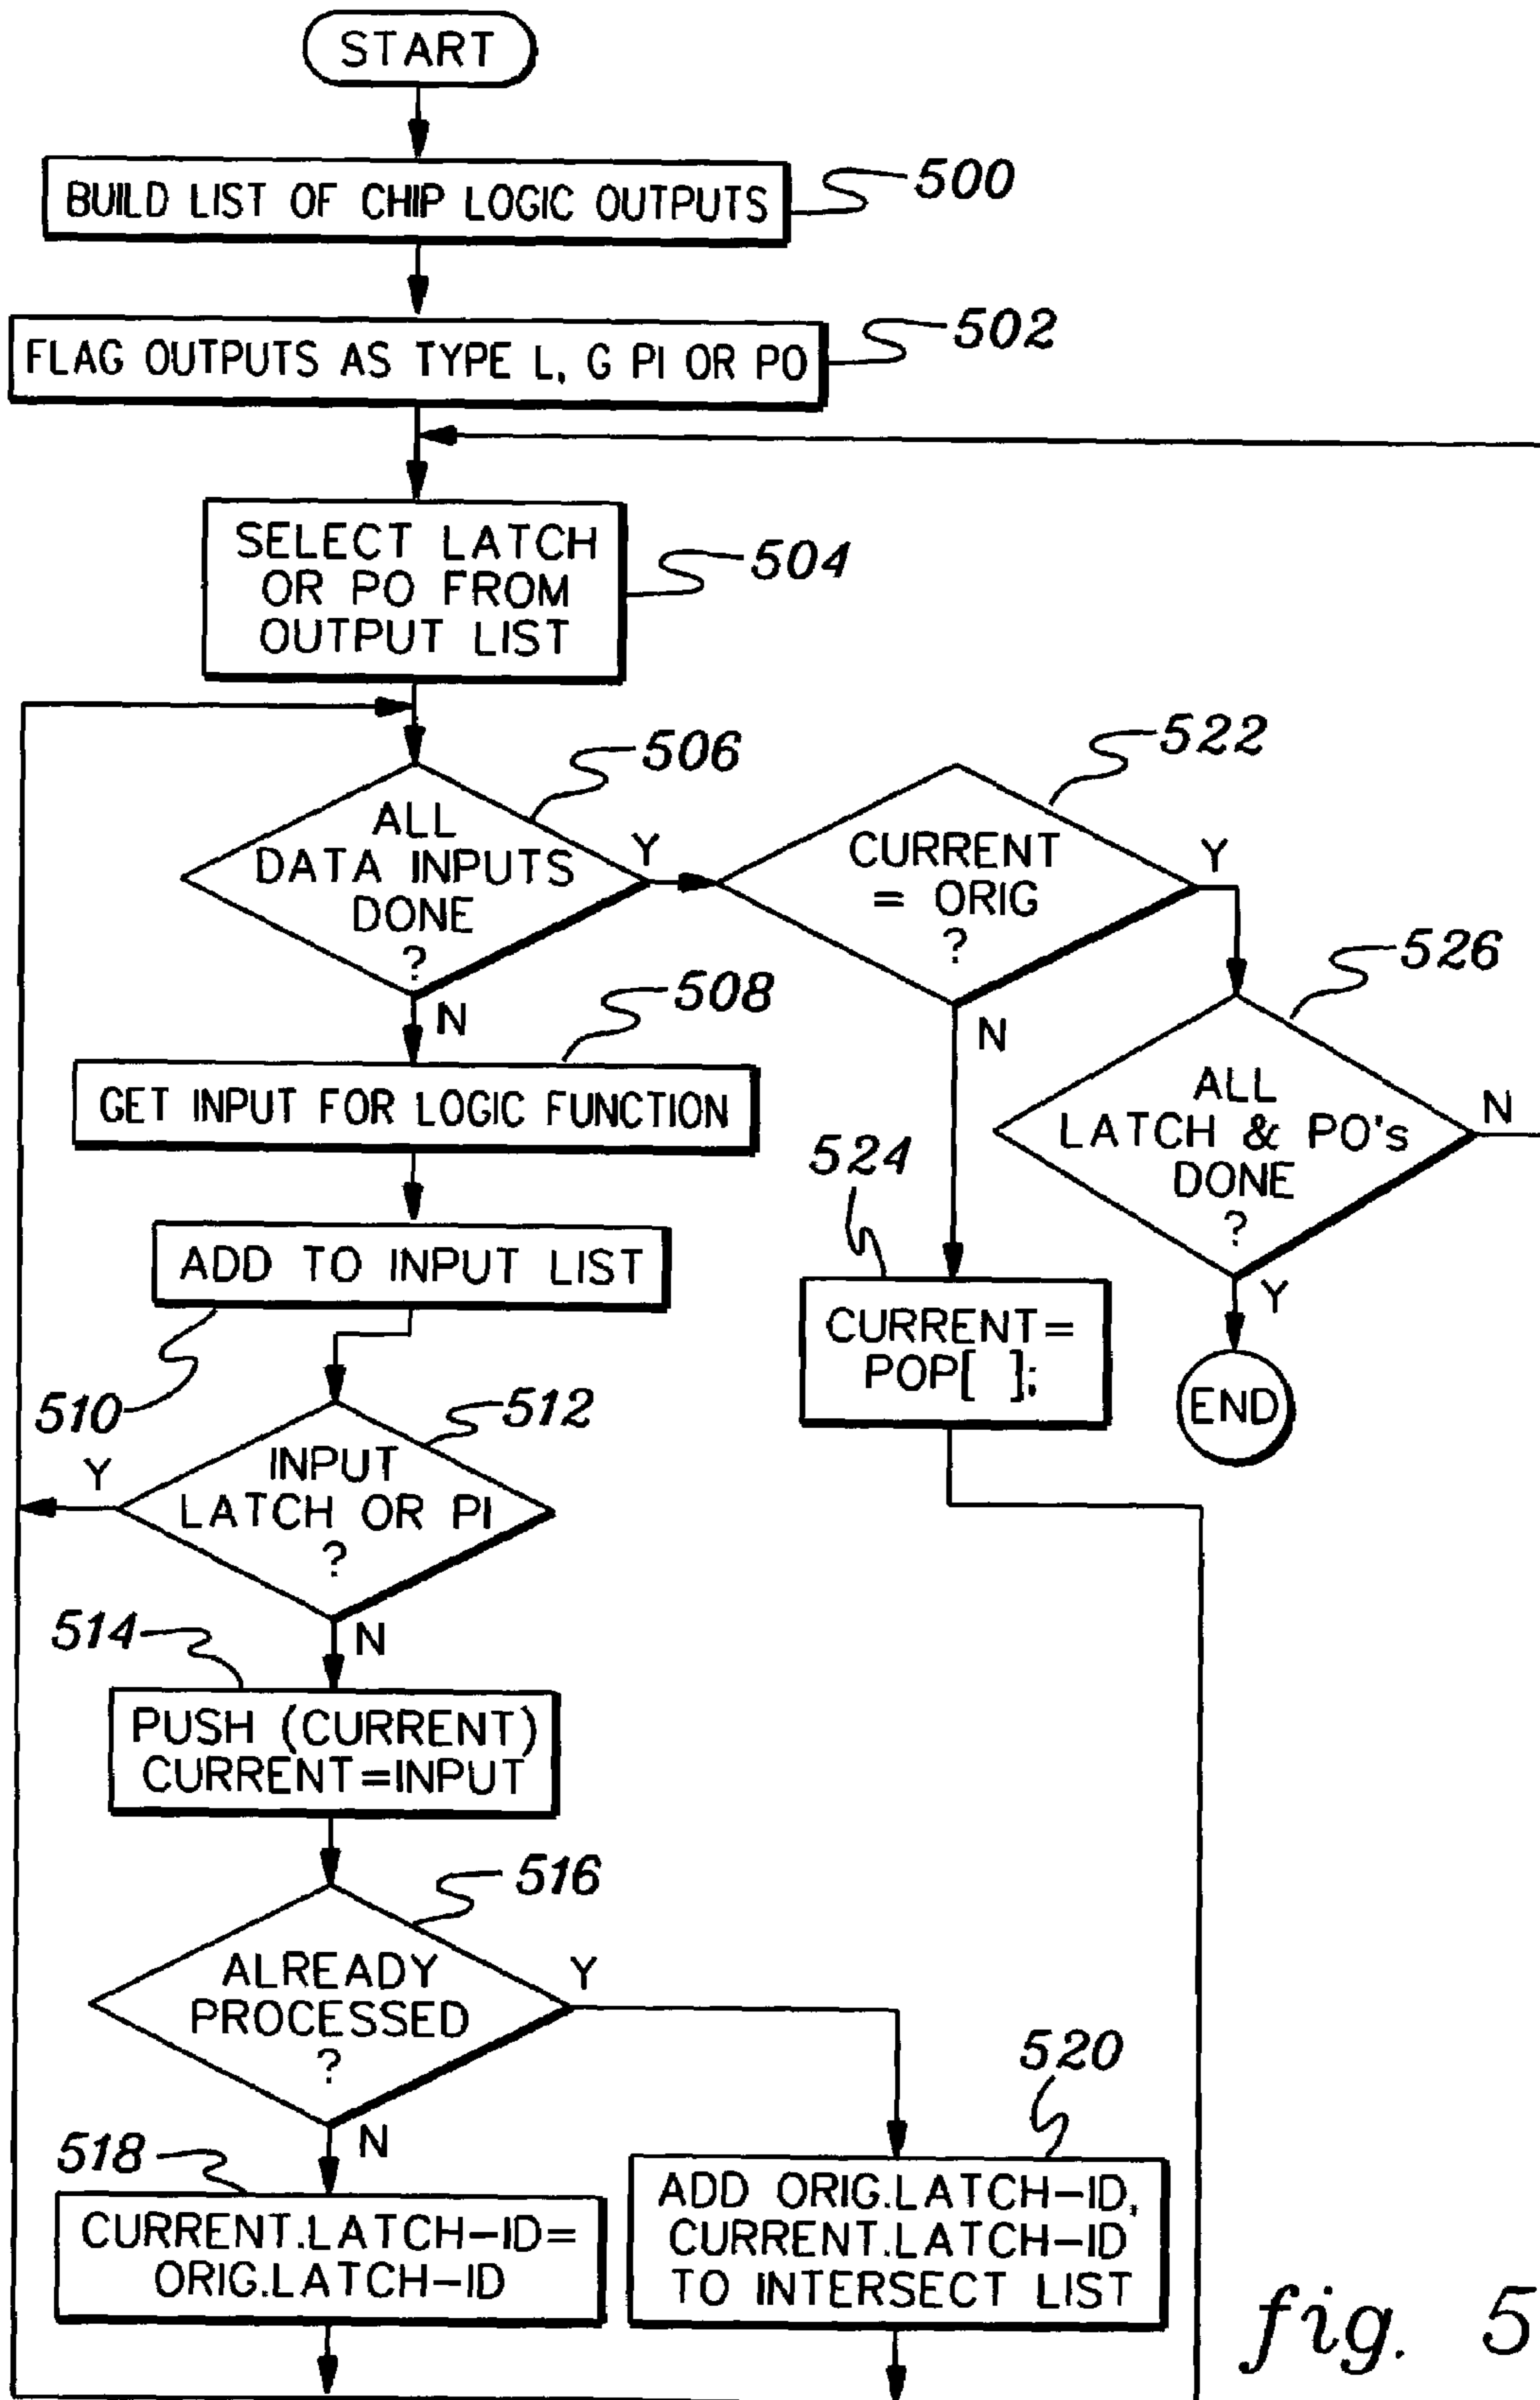 START
BUILD LIST OF CHIP LOGIC OUTPUTS
500
FLAG OUTPUTS AS TYPE L, G PI OR PO
502
SELECT LATCH
OR PO FROM
OUTPUT LIST
504
ALL
DATA INPUTS
DONE
?
506
Y
N
CURRENT
= ORIG
?
522
Y
N
ALL
LATCH & PO's
DONE
?
526
N
Y
END
GET INPUT FOR LOGIC FUNCTION
508
ADD TO INPUT LIST
510
CURRENT=
POP[ ];
524
INPUT
LATCH OR PI
?
512
Y
N
PUSH (CURRENT)
CURRENT=INPUT
514
ALREADY
PROCESSED
?
516
Y
N
CURRENT.LATCH-ID=
ORIG.LATCH-ID
518
ADD ORIG.LATCH-ID,
CURRENT.LATCH-ID
TO INTERSECT LIST
520
fig. 5